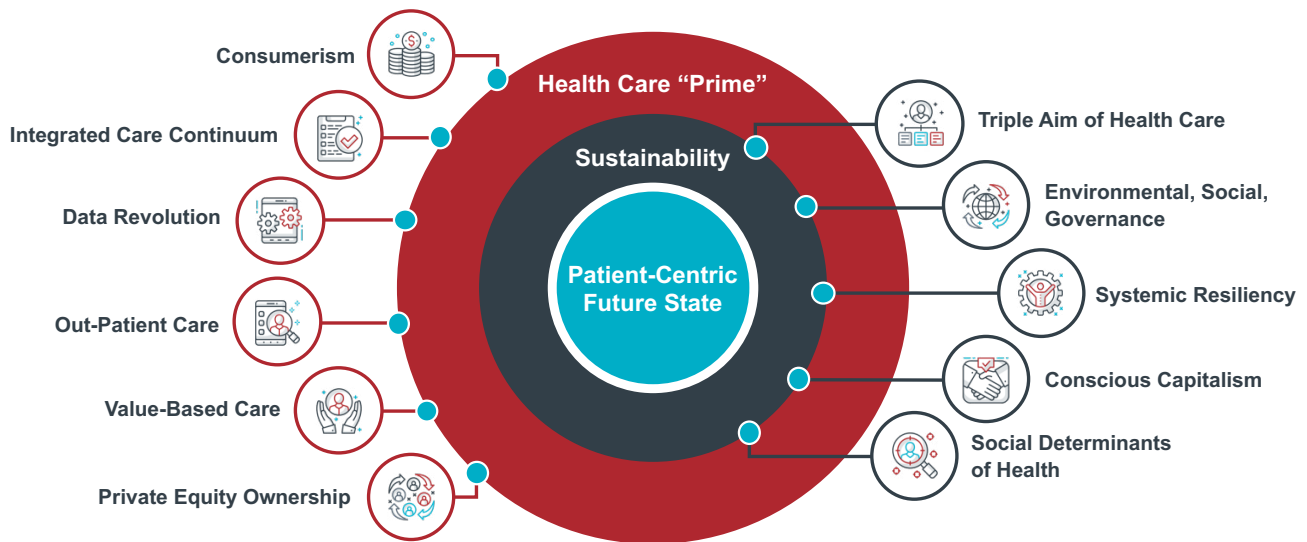 Consumerism
Integrated Care Continuum
Data Revolution
Out-Patient Care
Value-Based Care
Private Equity Ownership
Health Care “Prime”
Sustainability
Patient-Centric
Future State
Triple Aim of Health Care
Environmental, Social,
Governance
Systemic Resiliency
Conscious Capitalism
Social Determinants
of Health
$